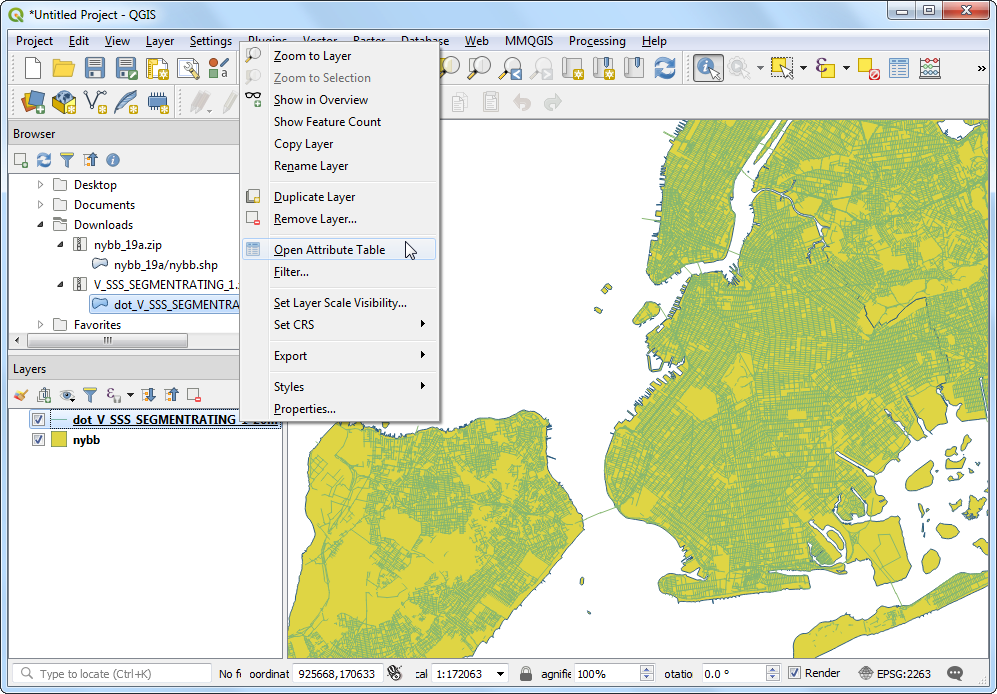 *Untitled Project - QGIS
Project Edit View Layer Settings Plugins Vector Raster Database Web MMQGIS Processing Help
»
Zoom to Layer
Zoom to Selection
Show in Overview
Show Feature Count
Copy Layer
Rename Layer
Duplicate Layer
Remove Layer...
Open Attribute Table
Filter...
Set Layer Scale Visibility...
Set CRS
Export
Styles
Properties...
Browser
Desktop
Documents
Downloads
nybb_19a.zip
nybb_19a/nybb.shp
V_SSS_SEGMENTRATING_1.
dot_V_SSS_SEGMENTRA
Favorites
Layers
dot_V_SSS_SEGMENTRATING_1
nybb
Type to locate (Ctrl+K)
No fi oordinat 925668,170633 cal 1:172063 agnifie 100% otatio 0.0 ° Render EPSG:2263